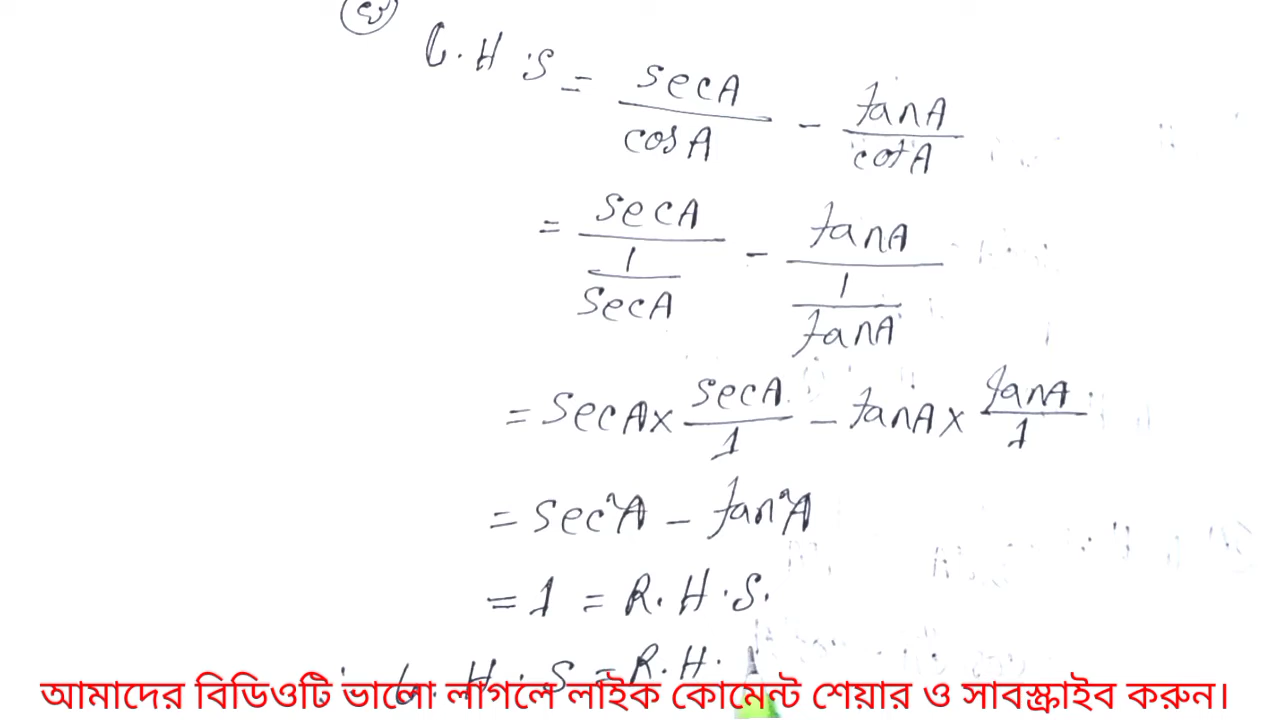 L.H.S = secA/cosA - tanA/cotA
= secA/(1/secA) - tanA/(1/tanA)
= secA × secA/1 - tanA × tanA/1
= sec²A - tan²A
= 1 = R.H.S.
L.H.S = R.H.
আমাদের বিডিওটি ভালো লাগলে লাইক কোমেন্ট শেয়ার ও সাবস্ক্রাইব করুন।